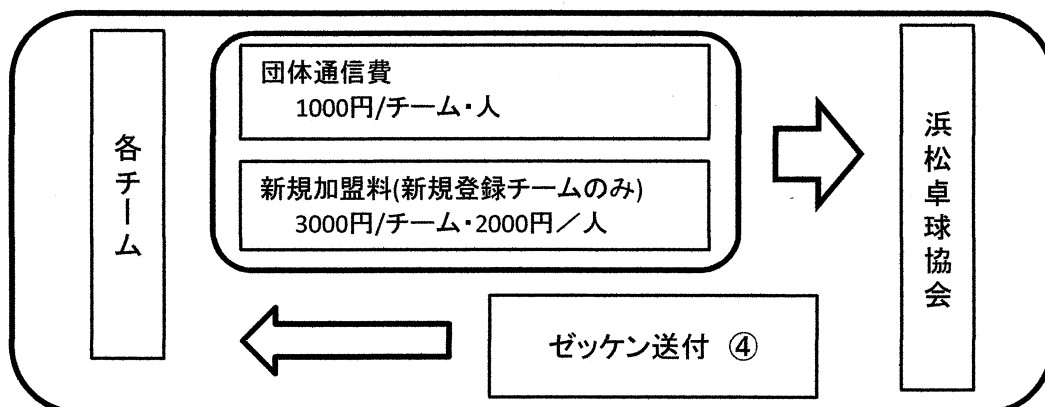 各チーム
団体通信費
1000円/チーム・人
新規加盟料(新規登録チームのみ)
3000円/チーム・2000円／人
浜松卓球協会
ゼッケン送付 ④